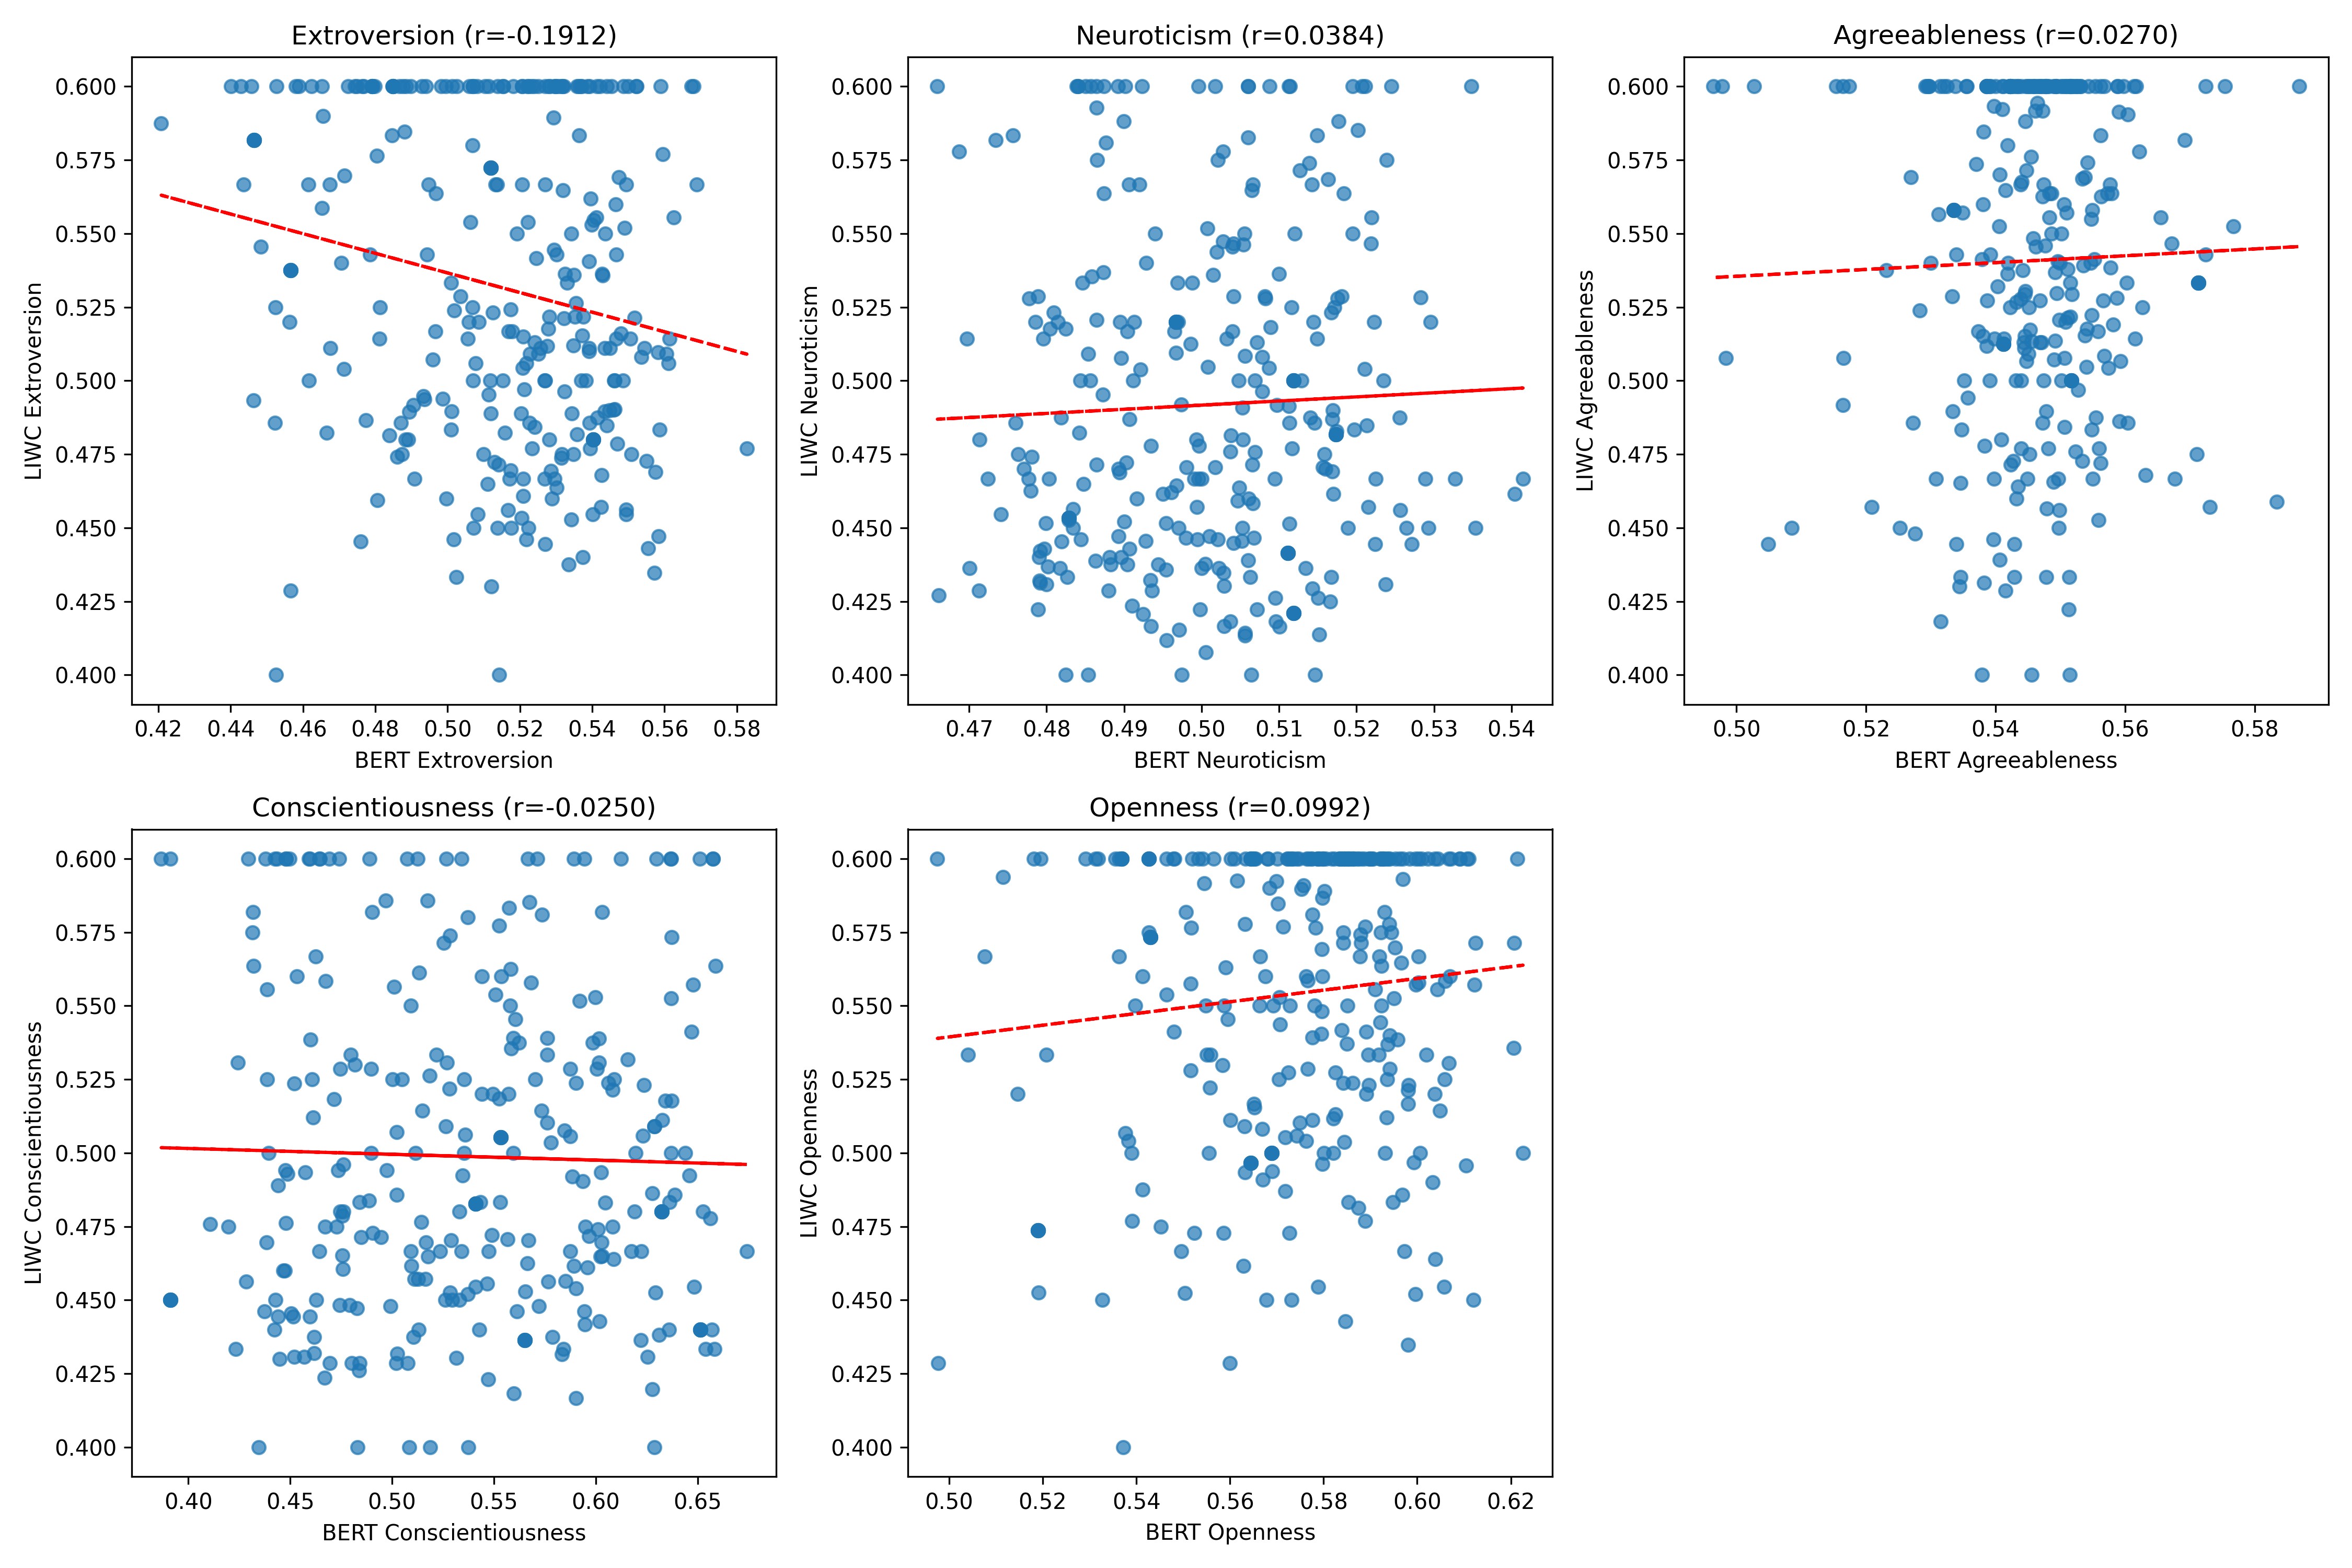 Extroversion (r=-0.1912)
LIWC Extroversion
0.600
0.575
0.550
0.525
0.500
0.475
0.450
0.425
0.400
0.42 0.44 0.46 0.48 0.50 0.52 0.54 0.56 0.58
BERT Extroversion
Neuroticism (r=0.0384)
LIWC Neuroticism
0.600
0.575
0.550
0.525
0.500
0.475
0.450
0.425
0.400
0.47 0.48 0.49 0.50 0.51 0.52 0.53 0.54
BERT Neuroticism
Agreeableness (r=0.0270)
LIWC Agreeableness
0.600
0.575
0.550
0.525
0.500
0.475
0.450
0.425
0.400
0.50 0.52 0.54 0.56 0.58
BERT Agreeableness
Conscientiousness (r=-0.0250)
LIWC Conscientiousness
0.600
0.575
0.550
0.525
0.500
0.475
0.450
0.425
0.400
0.40 0.45 0.50 0.55 0.60 0.65
BERT Conscientiousness
Openness (r=0.0992)
LIWC Openness
0.600
0.575
0.550
0.525
0.500
0.475
0.450
0.425
0.400
0.50 0.52 0.54 0.56 0.58 0.60 0.62
BERT Openness